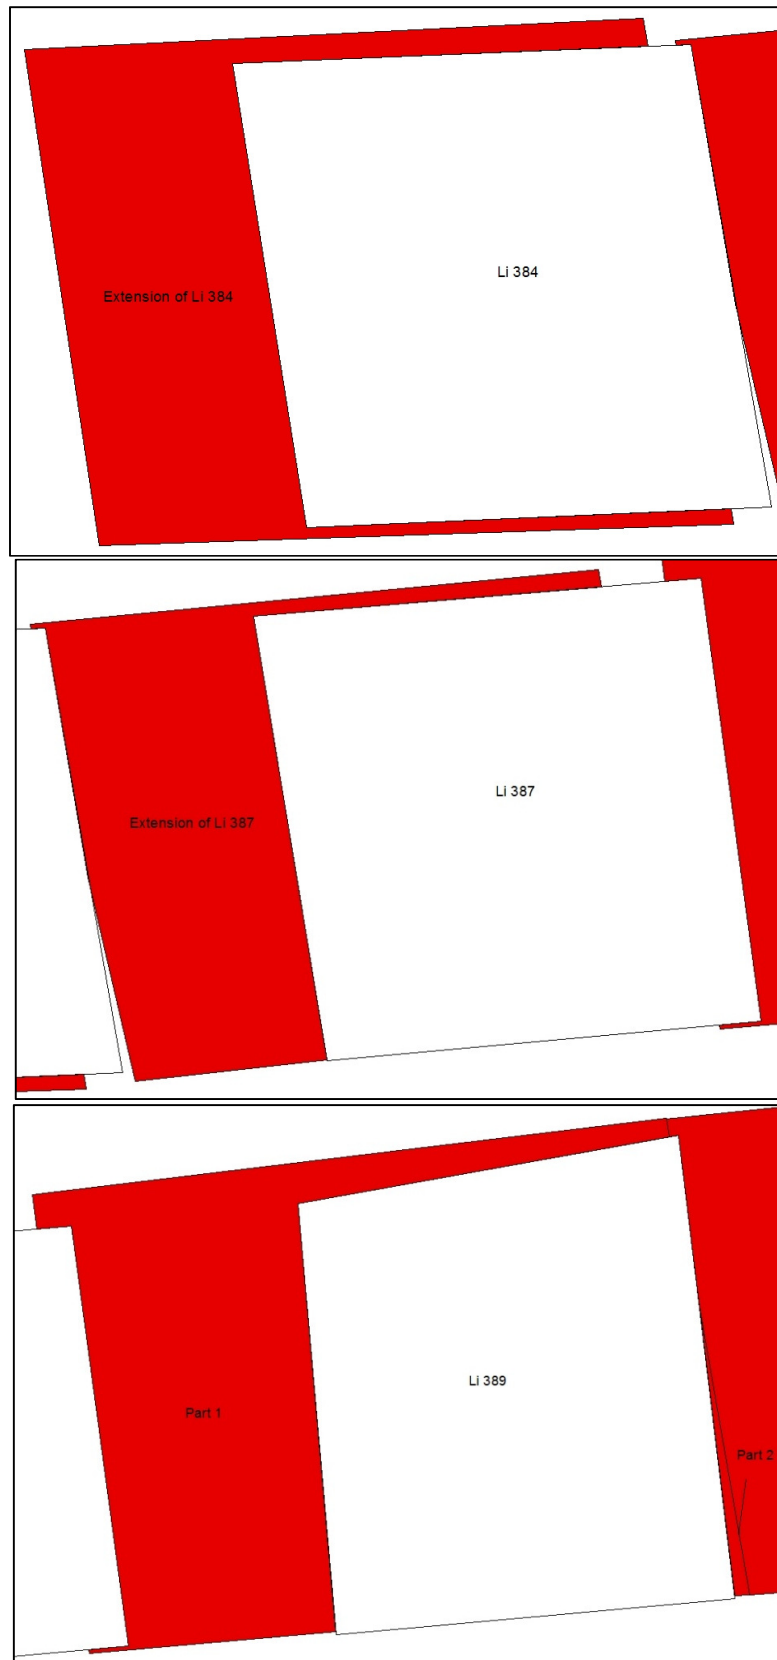 Li 384
Extension of Li 384
Li 387
Extension of Li 387
Li 389
Part 1
Part 2